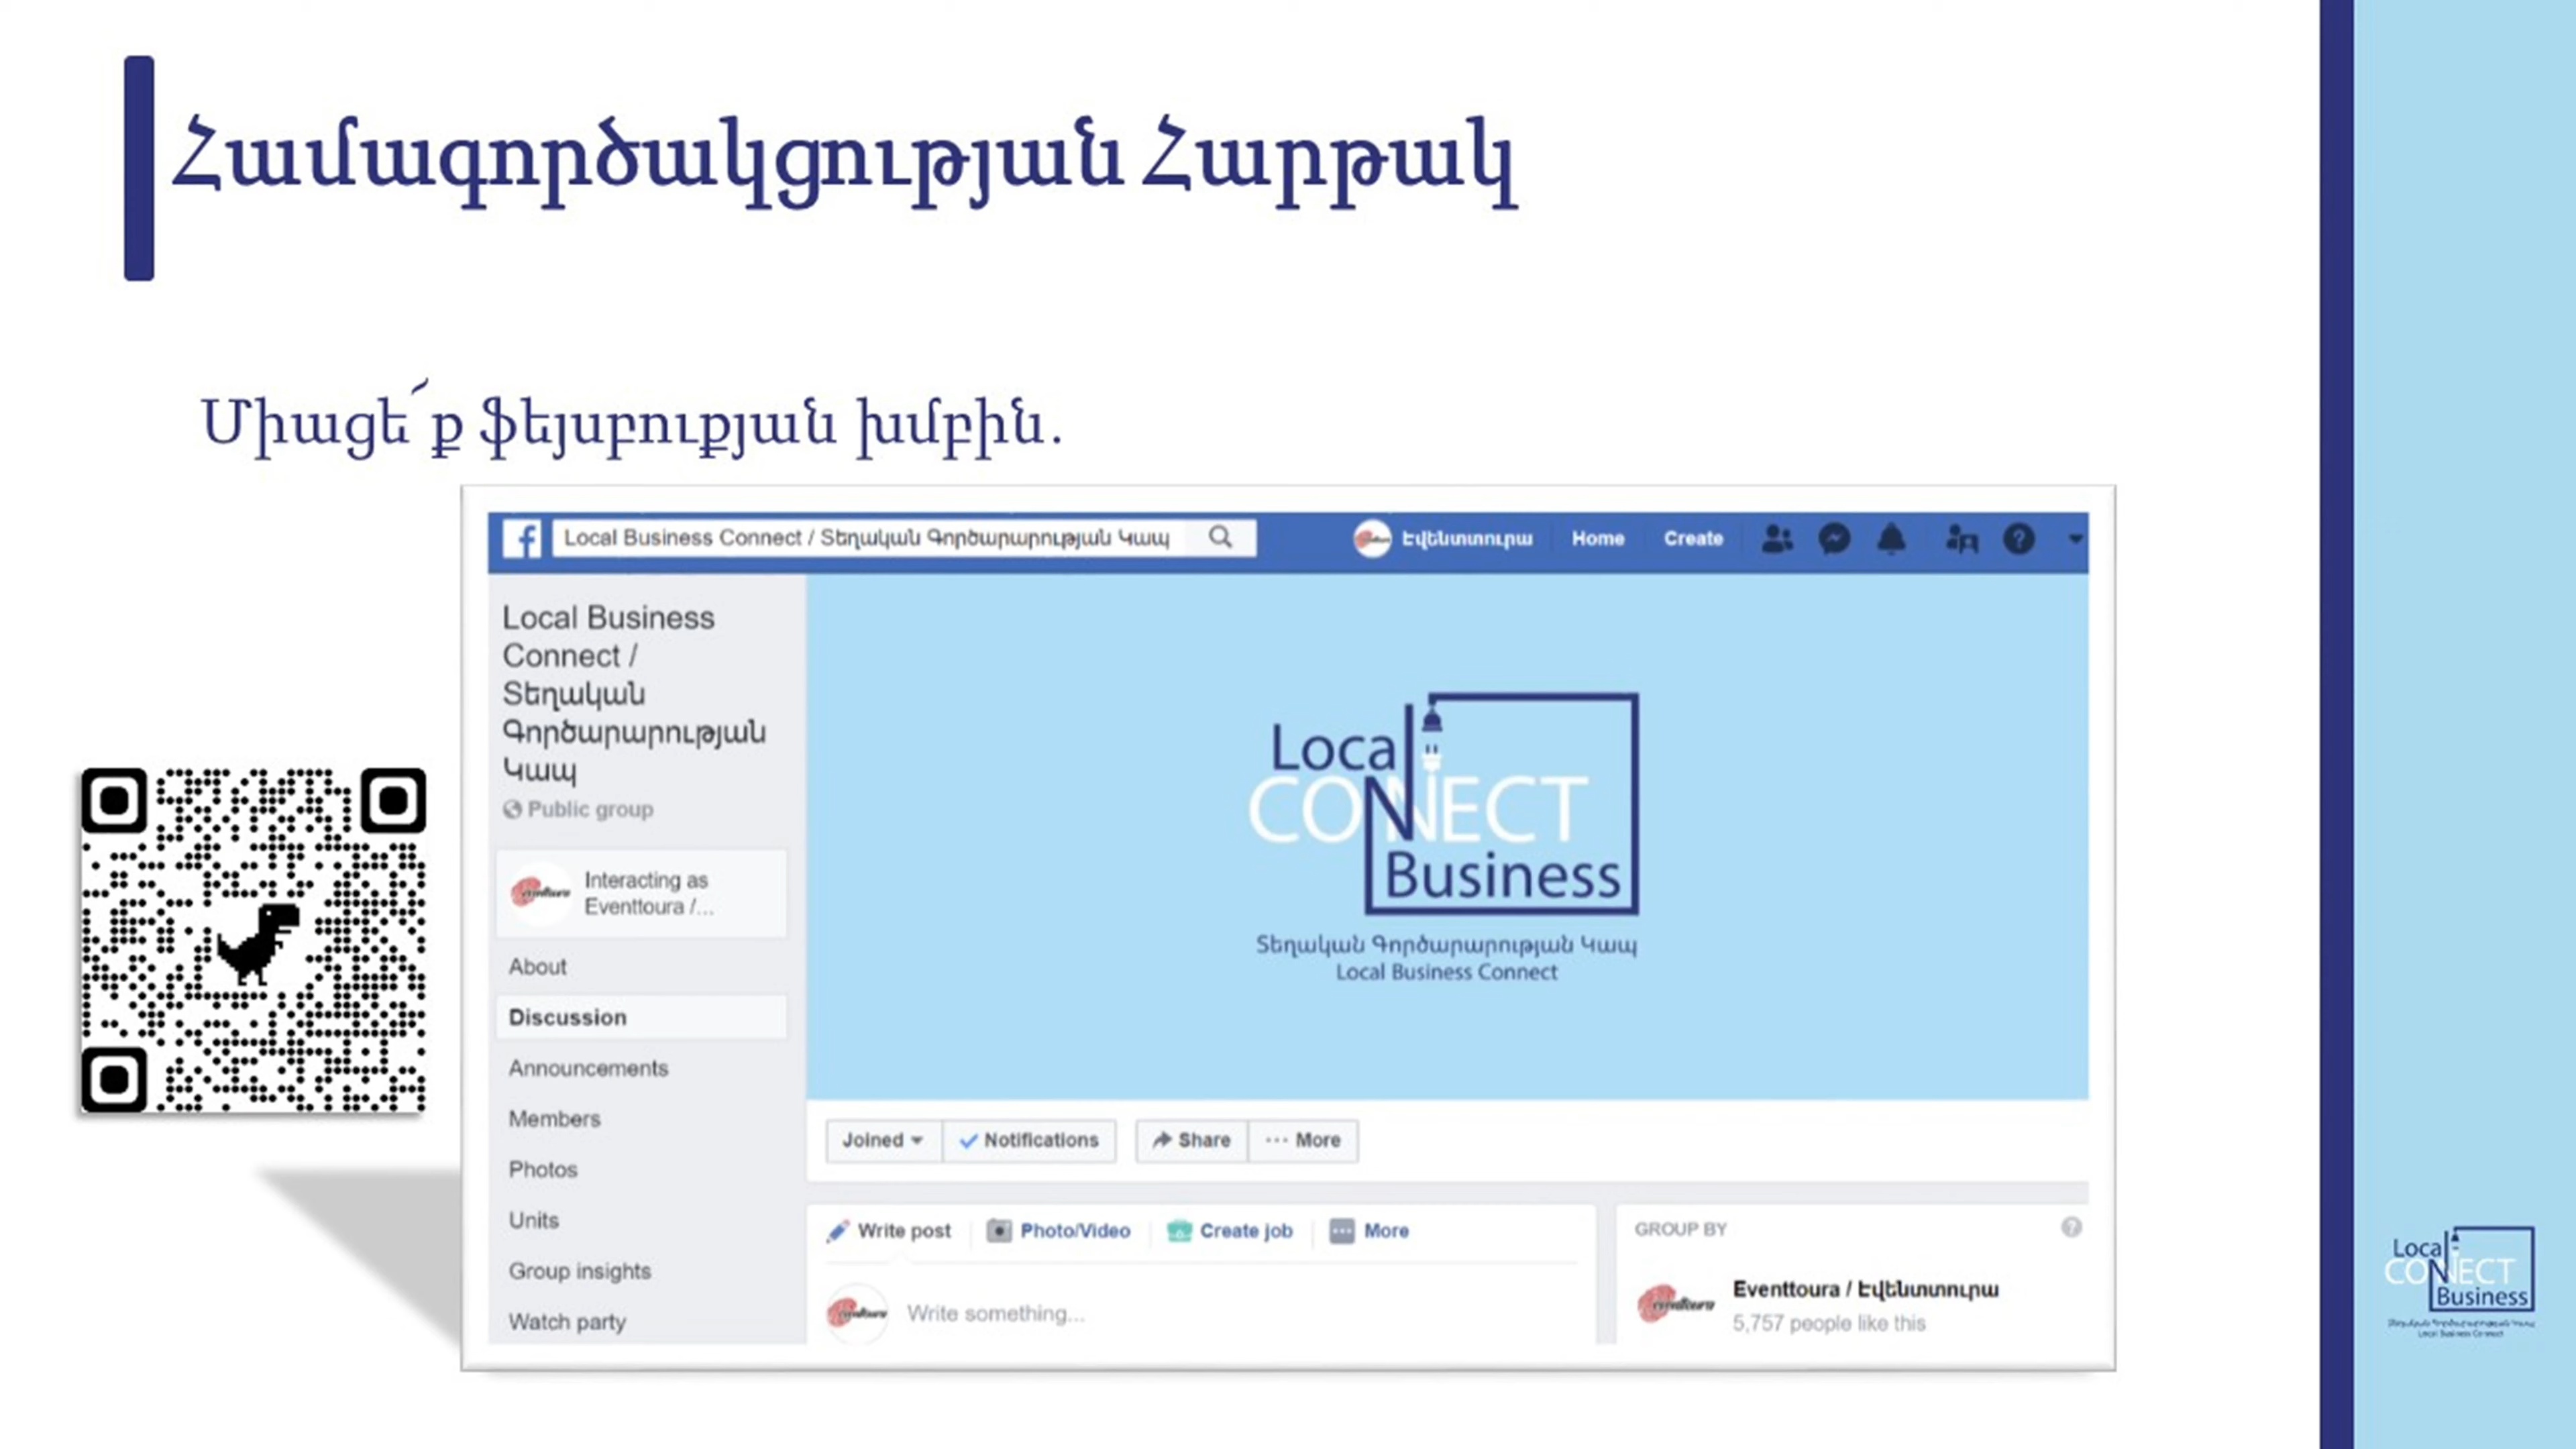 Համագործակցության Հարթակ
Միացե՛ք ֆեյսբուքյան խմբին.
Local Business Connect / Տեղական Գործարարության Կապ
Էվենտտուրա
Home
Create
Local Business
Connect /
Տեղական
Գործարարության
Կապ
Public group
Interacting as
Eventtoura /...
About
Discussion
Announcements
Members
Photos
Units
Group insights
Watch party
Local
CONNECT
Business
Տեղական Գործարարության Կապ
Local Business Connect
Joined
Notifications
Share
More
Write post
Photo/Video
Create job
More
Write something...
GROUP BY
Eventtoura / Էվենտտուրա
5,757 people like this
Local
CONNECT
Business
Local Business Connect